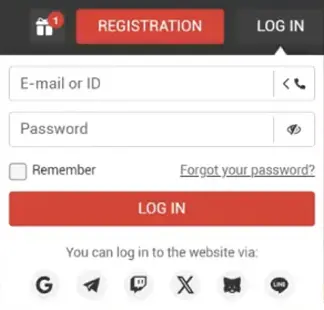 1
REGISTRATION
LOG IN
E-mail or ID
Password
Remember
Forgot your password?
LOG IN
You can log in to the website via:
G
X
LINE